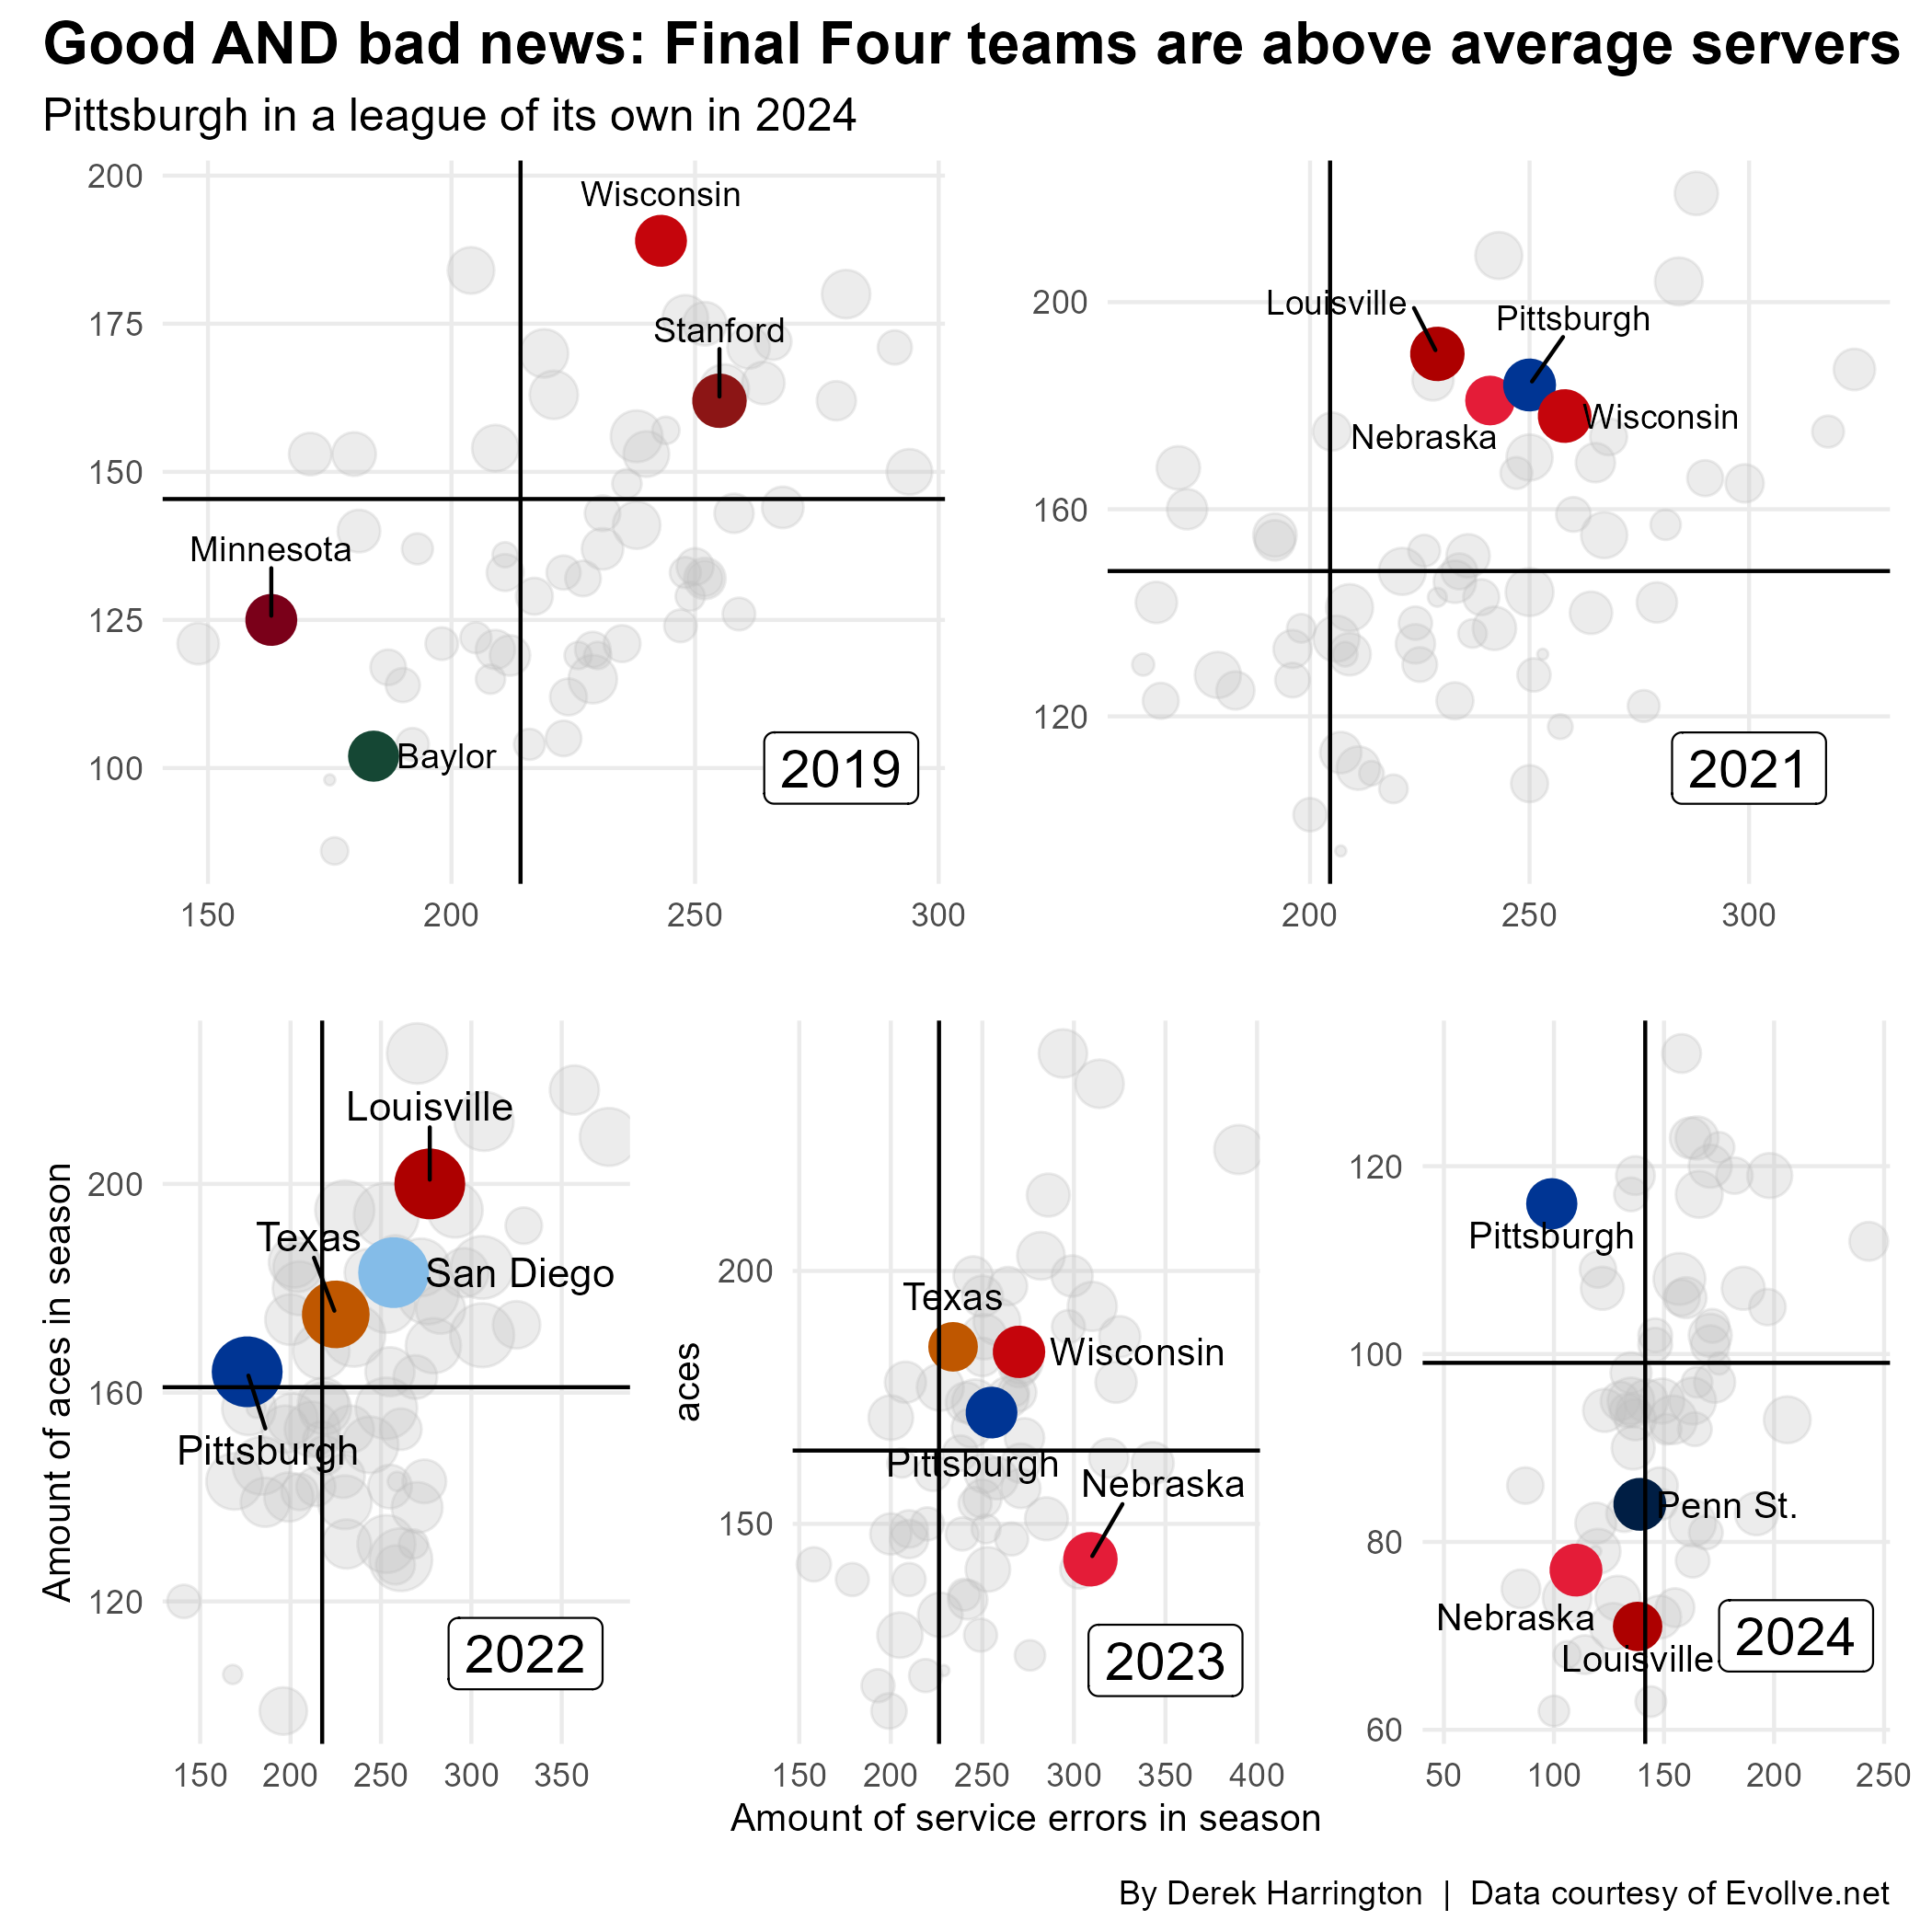 Good AND bad news: Final Four teams are above average servers
Pittsburgh in a league of its own in 2024
200
175
150
125
100
Wisconsin
Stanford
Minnesota
Baylor
2019
150
200
250
300
200
160
120
Louisville
Pittsburgh
Nebraska
Wisconsin
2021
200
250
300
Amount of aces in season
200
160
120
Louisville
Texas
San Diego
Pittsburgh
2022
150
200
250
300
350
aces
200
150
Texas
Wisconsin
Pittsburgh
Nebraska
2023
150
200
250
300
350
400
120
100
80
60
Pittsburgh
Penn St.
Nebraska
Louisville
2024
50
100
150
200
250
Amount of service errors in season
By Derek Harrington | Data courtesy of Evollve.net